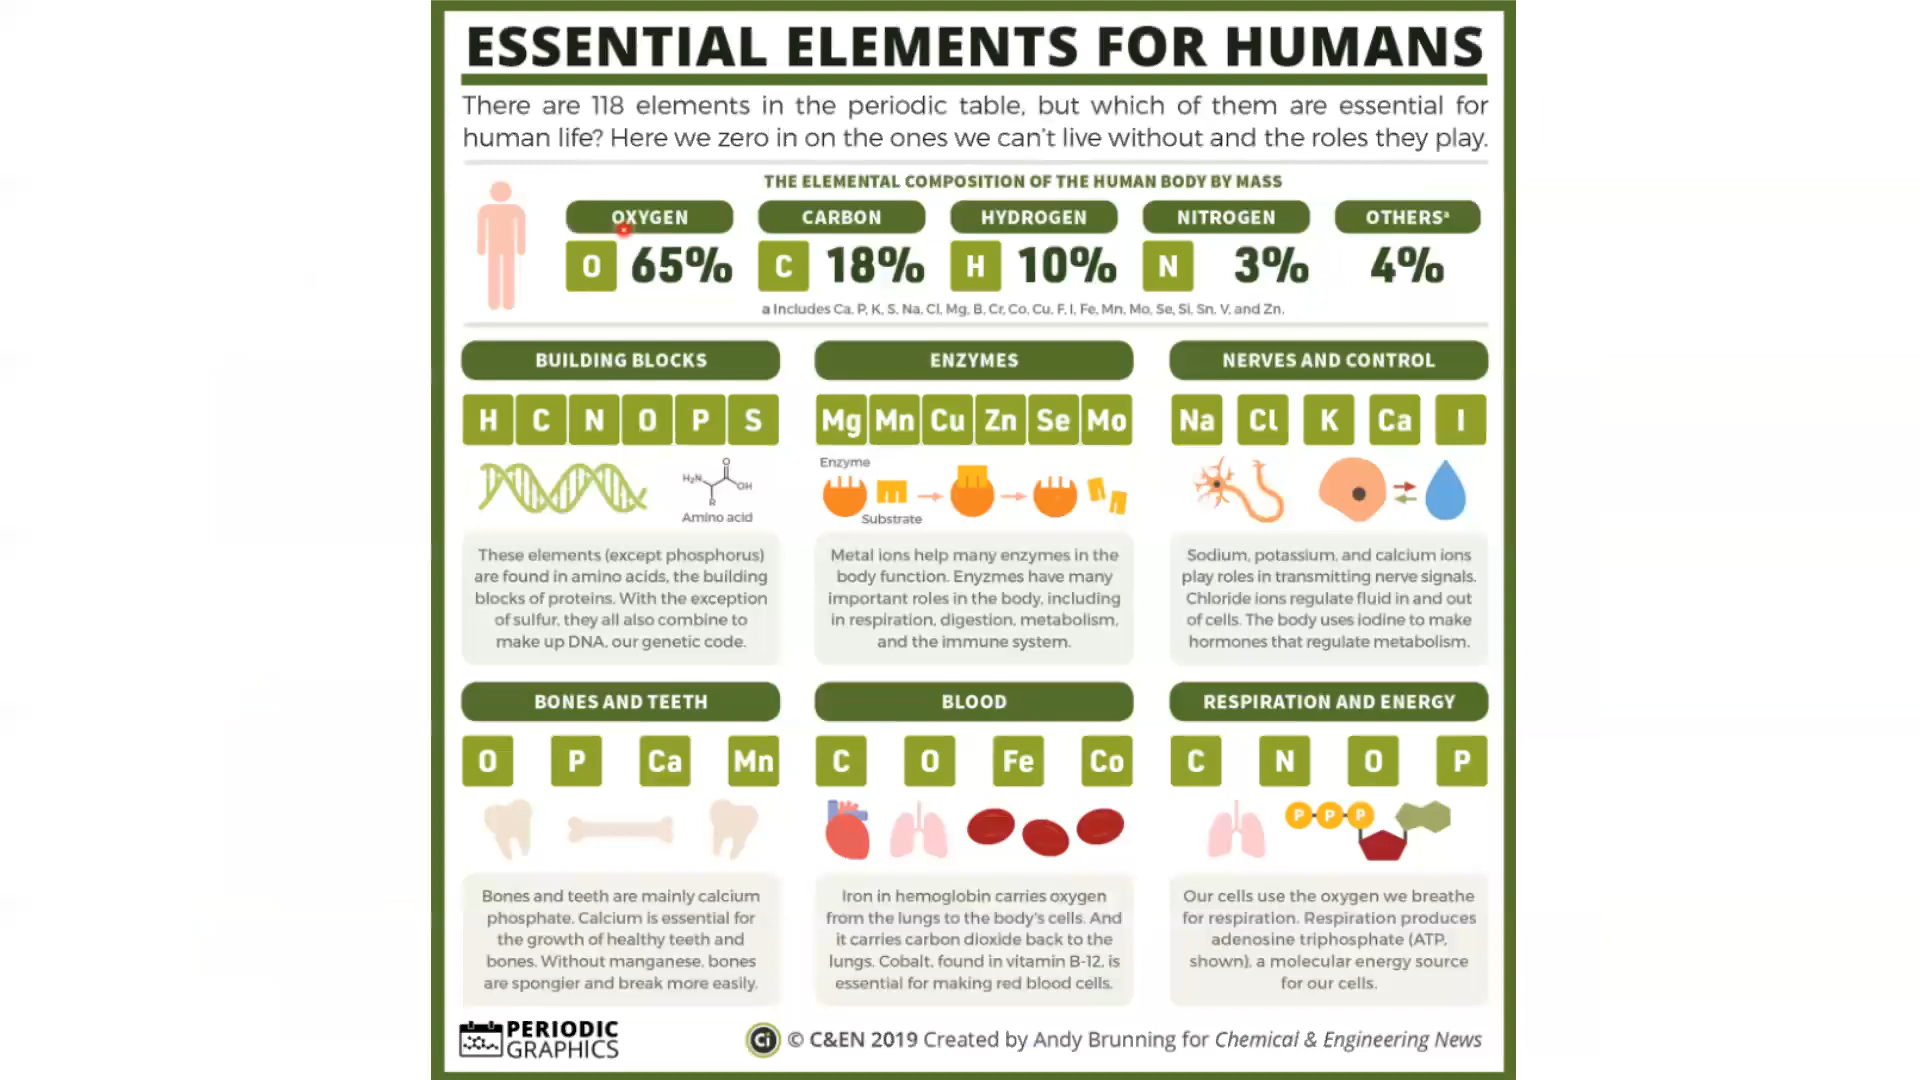 ESSENTIAL ELEMENTS FOR HUMANS
There are 118 elements in the periodic table, but which of them are essential for
human life? Here we zero in on the ones we can't live without and the roles they play.
THE ELEMENTAL COMPOSITION OF THE HUMAN BODY BY MASS
OXYGEN CARBON HYDROGEN NITROGEN OTHERSª
O 65% C 18% H 10% N 3% 4%
a Includes Ca, P, K, S, Na, Cl, Mg, B, Cr, Co, Cu, F, I, Fe, Mn, Mo, Se, Si, Sn, V, and Zn.
BUILDING BLOCKS
H C N O P S
H₂N O OH R
Amino acid
These elements (except phosphorus)
are found in amino acids, the building
blocks of proteins. With the exception
of sulfur, they all also combine to
make up DNA, our genetic code.
ENZYMES
Mg Mn Cu Zn Se Mo
Enzyme
Substrate
Metal ions help many enzymes in the
body function. Enyzmes have many
important roles in the body, including
in respiration, digestion, metabolism,
and the immune system.
NERVES AND CONTROL
Na Cl K Ca I
Sodium, potassium, and calcium ions
play roles in transmitting nerve signals.
Chloride ions regulate fluid in and out
of cells. The body uses iodine to make
hormones that regulate metabolism.
BONES AND TEETH
O P Ca Mn
Bones and teeth are mainly calcium
phosphate. Calcium is essential for
the growth of healthy teeth and
bones. Without manganese, bones
are spongier and break more easily.
BLOOD
C O Fe Co
Iron in hemoglobin carries oxygen
from the lungs to the body's cells. And
it carries carbon dioxide back to the
lungs. Cobalt, found in vitamin B-12, is
essential for making red blood cells.
RESPIRATION AND ENERGY
C N O P
P P P
Our cells use the oxygen we breathe
for respiration. Respiration produces
adenosine triphosphate (ATP,
shown), a molecular energy source
for our cells.
PERIODIC
GRAPHICS
Ci © C&EN 2019 Created by Andy Brunning for Chemical & Engineering News